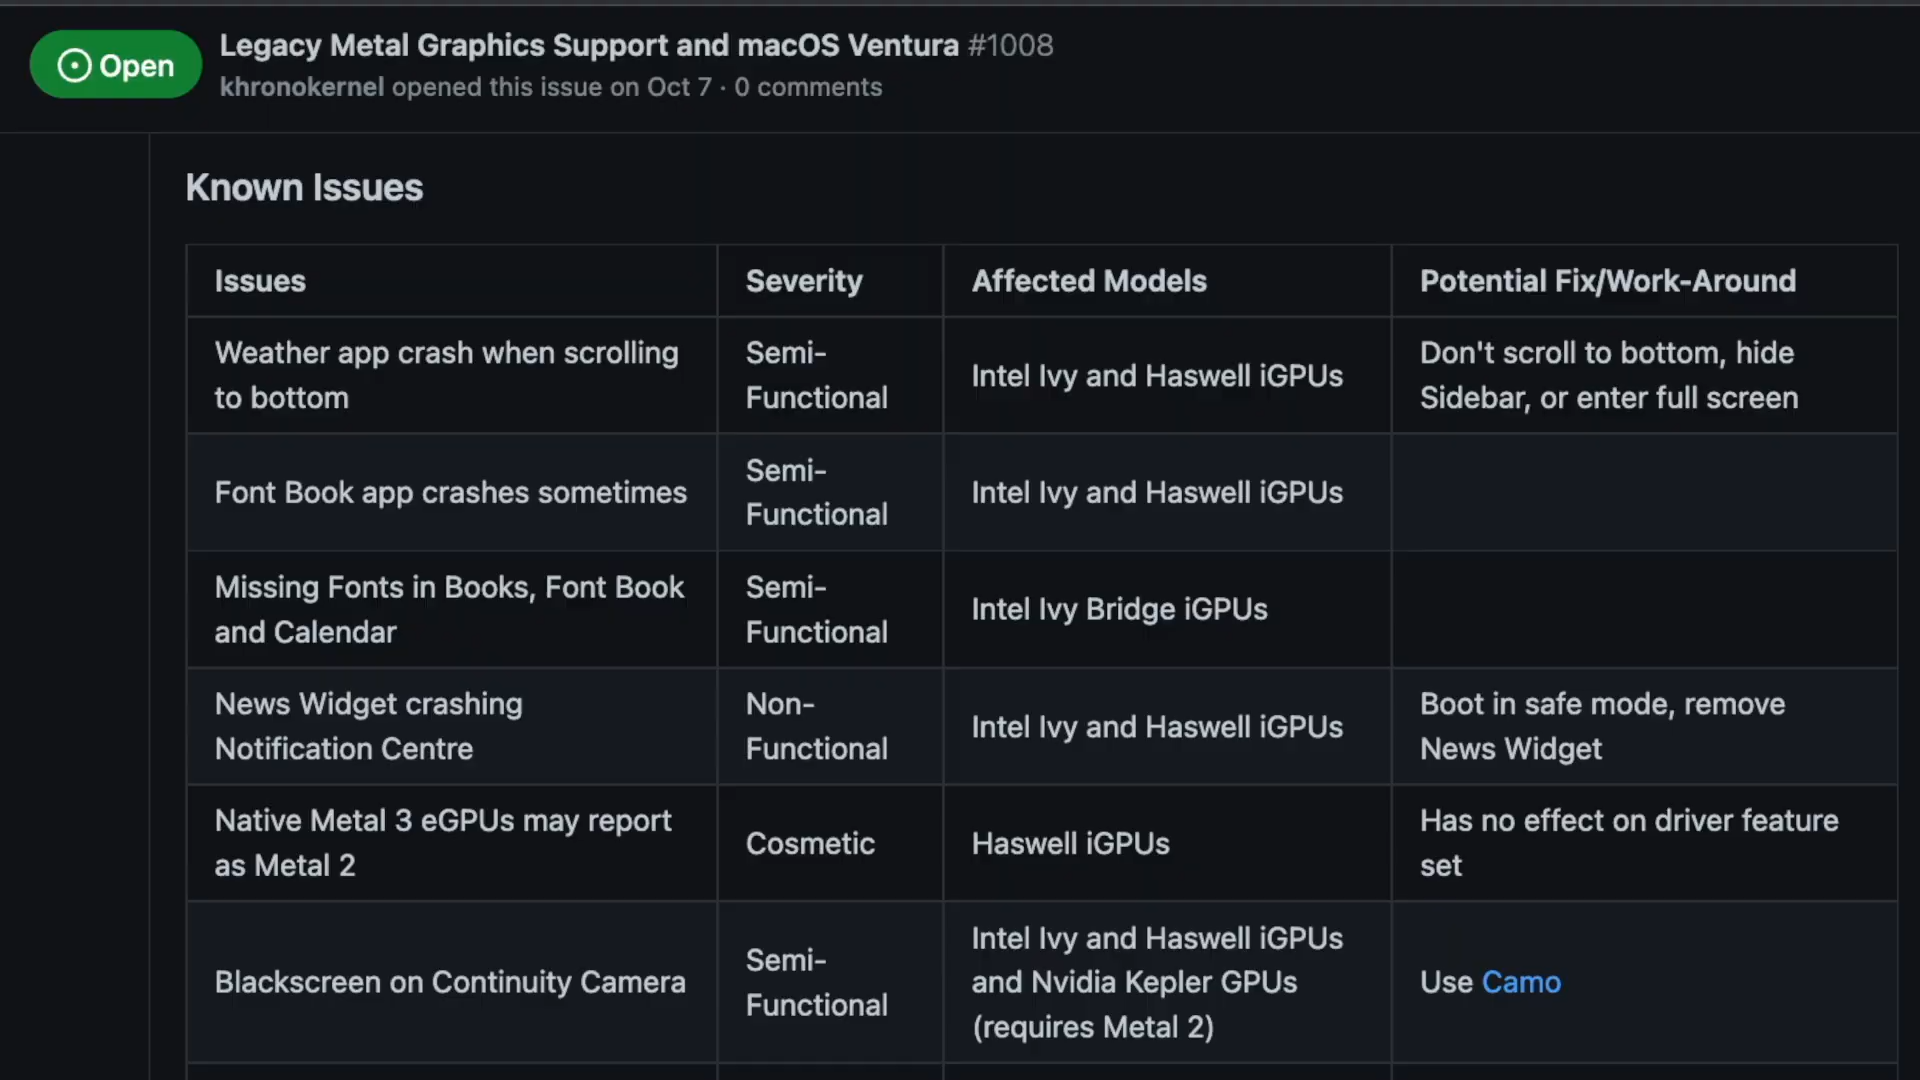 Open
Legacy Metal Graphics Support and macOS Ventura #1008
khronokernel opened this issue on Oct 7 · 0 comments
Known Issues
Issues
Severity
Affected Models
Potential Fix/Work-Around
Weather app crash when scrolling
to bottom
Semi-
Functional
Intel Ivy and Haswell iGPUs
Don't scroll to bottom, hide
Sidebar, or enter full screen
Font Book app crashes sometimes
Semi-
Functional
Intel Ivy and Haswell iGPUs
Missing Fonts in Books, Font Book
and Calendar
Semi-
Functional
Intel Ivy Bridge iGPUs
News Widget crashing
Notification Centre
Non-
Functional
Intel Ivy and Haswell iGPUs
Boot in safe mode, remove
News Widget
Native Metal 3 eGPUs may report
as Metal 2
Cosmetic
Haswell iGPUs
Has no effect on driver feature
set
Blackscreen on Continuity Camera
Semi-
Functional
Intel Ivy and Haswell iGPUs
and Nvidia Kepler GPUs
(requires Metal 2)
Use Camo